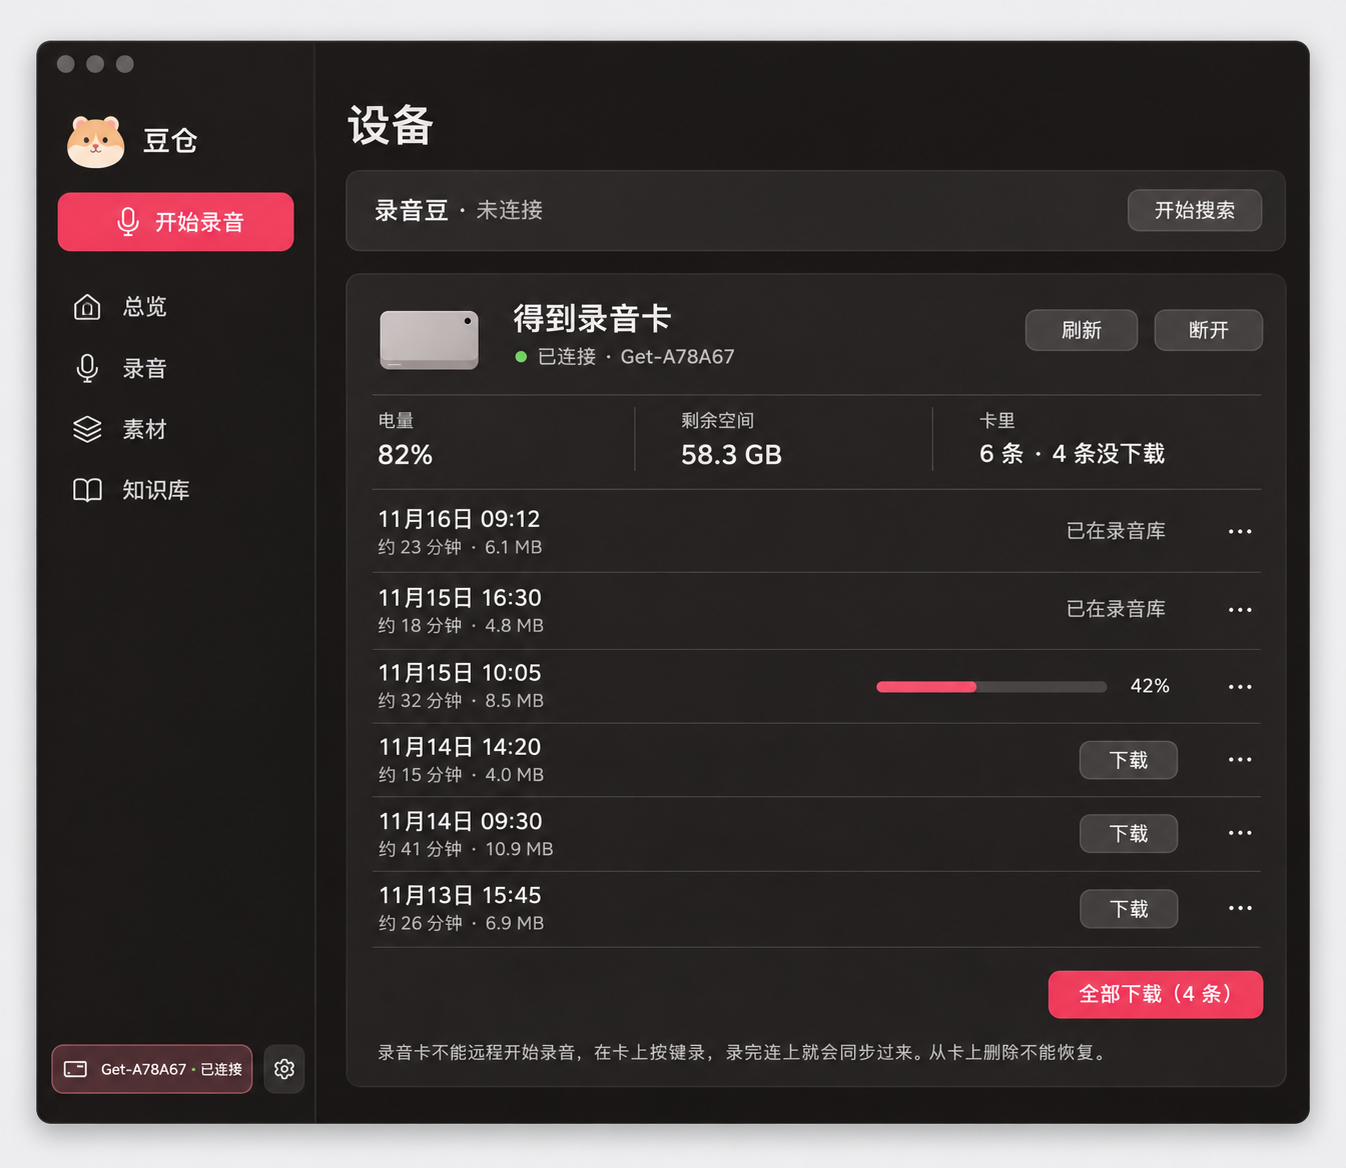 豆仓
开始录音
总览
录音
素材
知识库
Get-A78A67 · 已连接
设备
录音豆 · 未连接
开始搜索
得到录音卡
已连接 · Get-A78A67
刷新
断开
电量
82%
剩余空间
58.3 GB
卡里
6 条 · 4 条没下载
11月16日 09:12
约 23 分钟 · 6.1 MB
已在录音库
11月15日 16:30
约 18 分钟 · 4.8 MB
已在录音库
11月15日 10:05
约 32 分钟 · 8.5 MB
42%
11月14日 14:20
约 15 分钟 · 4.0 MB
下载
11月14日 09:30
约 41 分钟 · 10.9 MB
下载
11月13日 15:45
约 26 分钟 · 6.9 MB
下载
全部下载（4 条）
录音卡不能远程开始录音，在卡上按键录，录完连上就会同步过来。从卡上删除不能恢复。